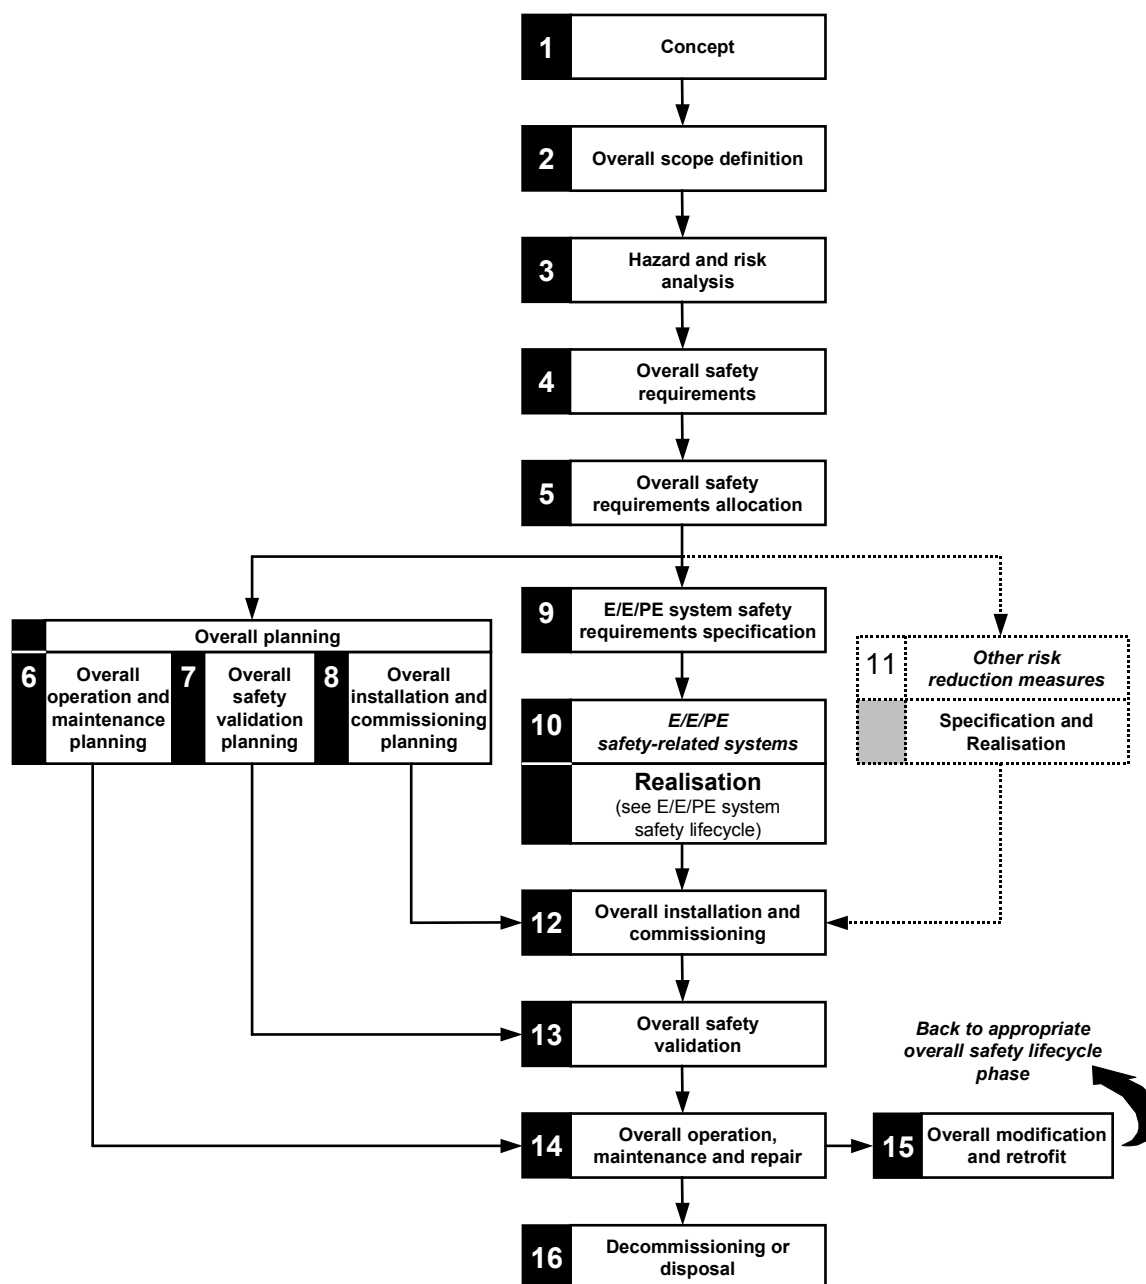 1
Concept
2
Overall scope definition
3
Hazard and risk
analysis
4
Overall safety
requirements
5
Overall safety
requirements allocation
Overall planning
6
Overall
operation and
maintenance
planning
7
Overall
safety
validation
planning
8
Overall
installation and
commissioning
planning
9
E/E/PE system safety
requirements specification
10
E/E/PE
safety-related systems
Realisation
(see E/E/PE system
safety lifecycle)
11
Other risk
reduction measures
Specification and
Realisation
12
Overall installation and
commissioning
13
Overall safety
validation
Back to appropriate
overall safety lifecycle
phase
14
Overall operation,
maintenance and repair
15
Overall modification
and retrofit
16
Decommissioning or
disposal